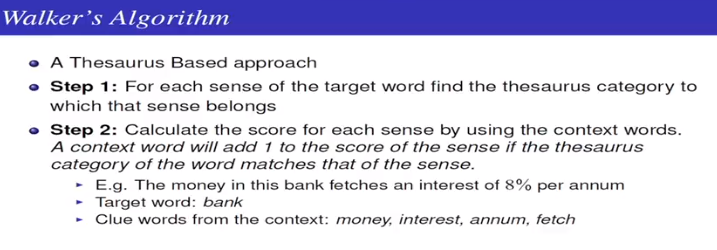 Walker's Algorithm
A Thesaurus Based approach
Step 1: For each sense of the target word find the thesaurus category to
which that sense belongs
Step 2: Calculate the score for each sense by using the context words.
A context word will add 1 to the score of the sense if the thesaurus
category of the word matches that of the sense.
E.g. The money in this bank fetches an interest of 8% per annum
Target word: bank
Clue words from the context: money, interest, annum, fetch